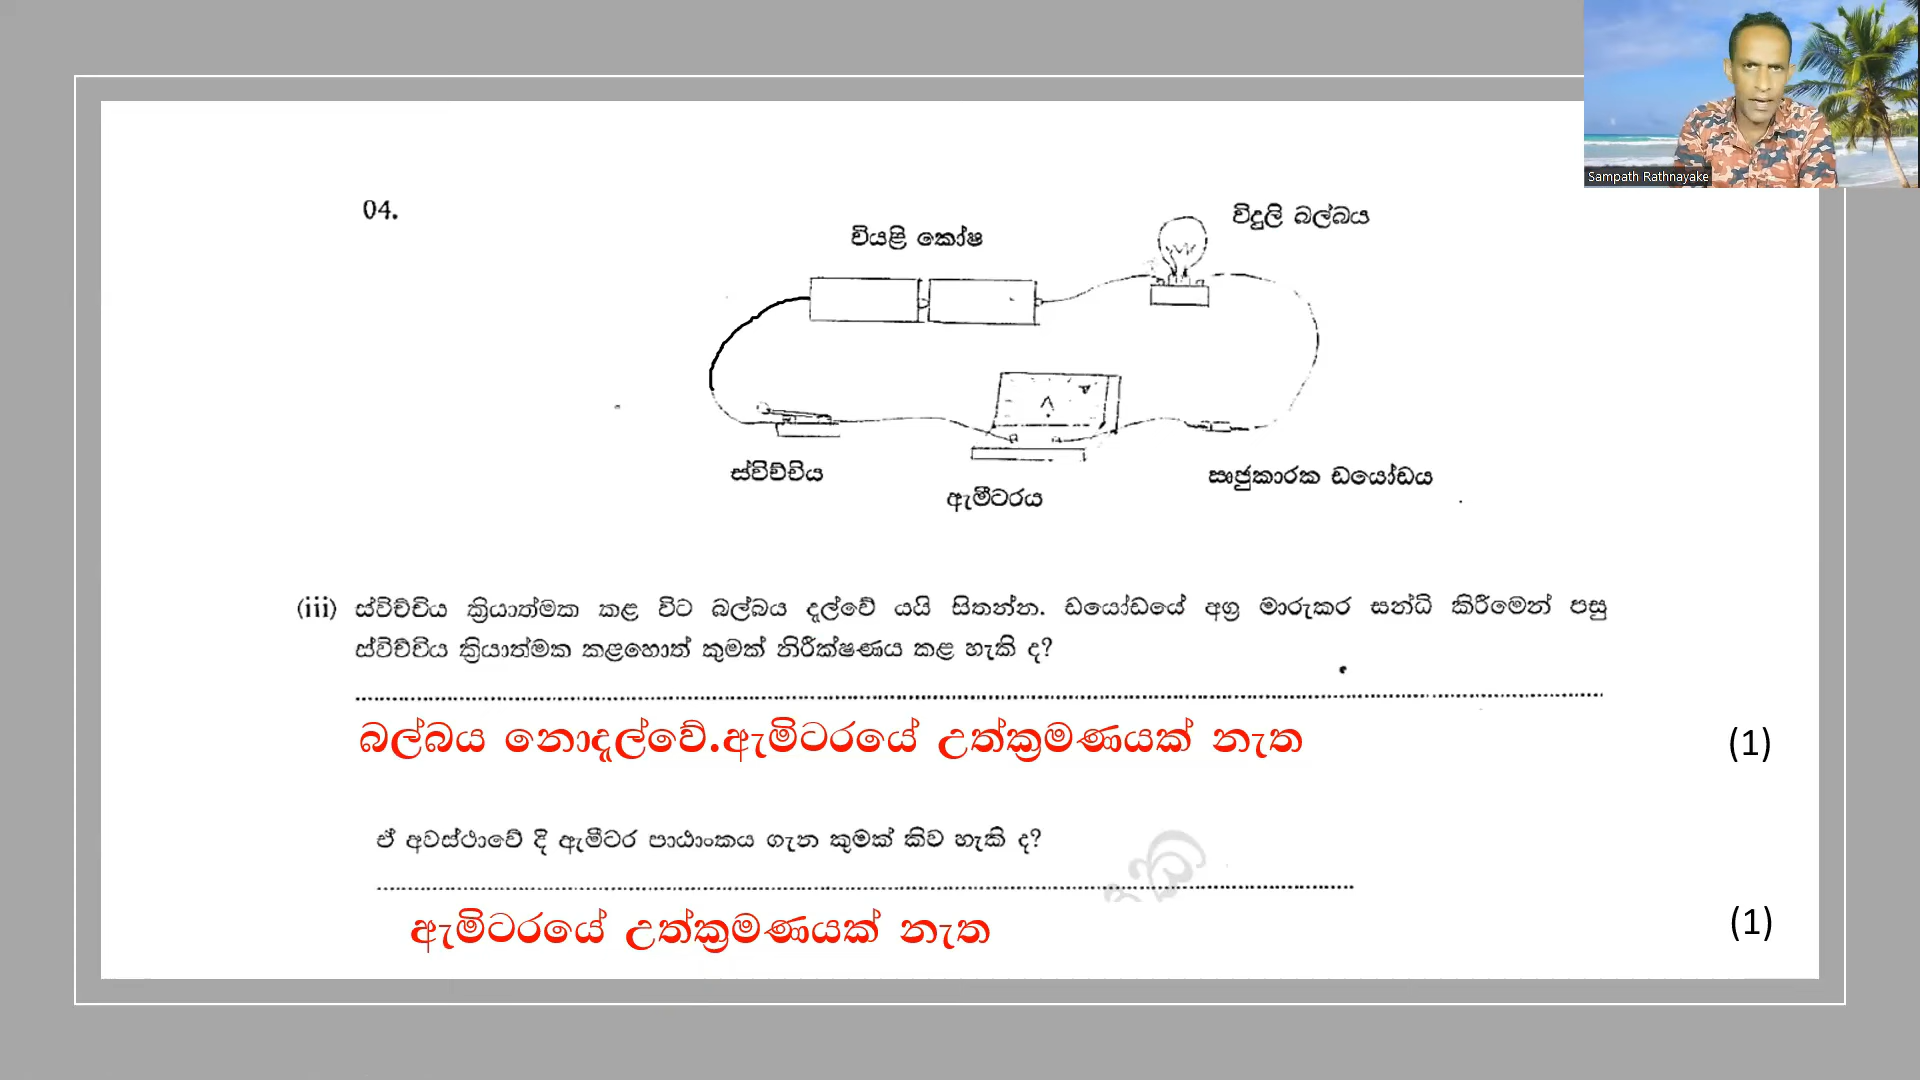 Sampath Rathnayake
04.
වියළි කෝෂ
විදුලි බල්බය
ස්විච්චිය
ඇමීටරය
සෘජුකාරක ඩයෝඩය
(iii) ස්විච්චිය ක්‍රියාත්මක කළ විට බල්බය දැල්වේ යයි සිතන්න. ඩයෝඩයේ අග්‍ර මාරුකර සන්ධි කිරීමෙන් පසු
ස්විච්චිය ක්‍රියාත්මක කළහොත් කුමක් නිරීක්ෂණය කළ හැකි ද?
බල්බය නොදැල්වේ.ඇමිටරයේ උත්ක්‍රමණයක් නැත
(1)
ඒ අවස්ථාවේ දි ඇමීටර පාඨාංකය ගැන කුමක් කිව හැකි ද?
ඇමිටරයේ උත්ක්‍රමණයක් නැත
(1)